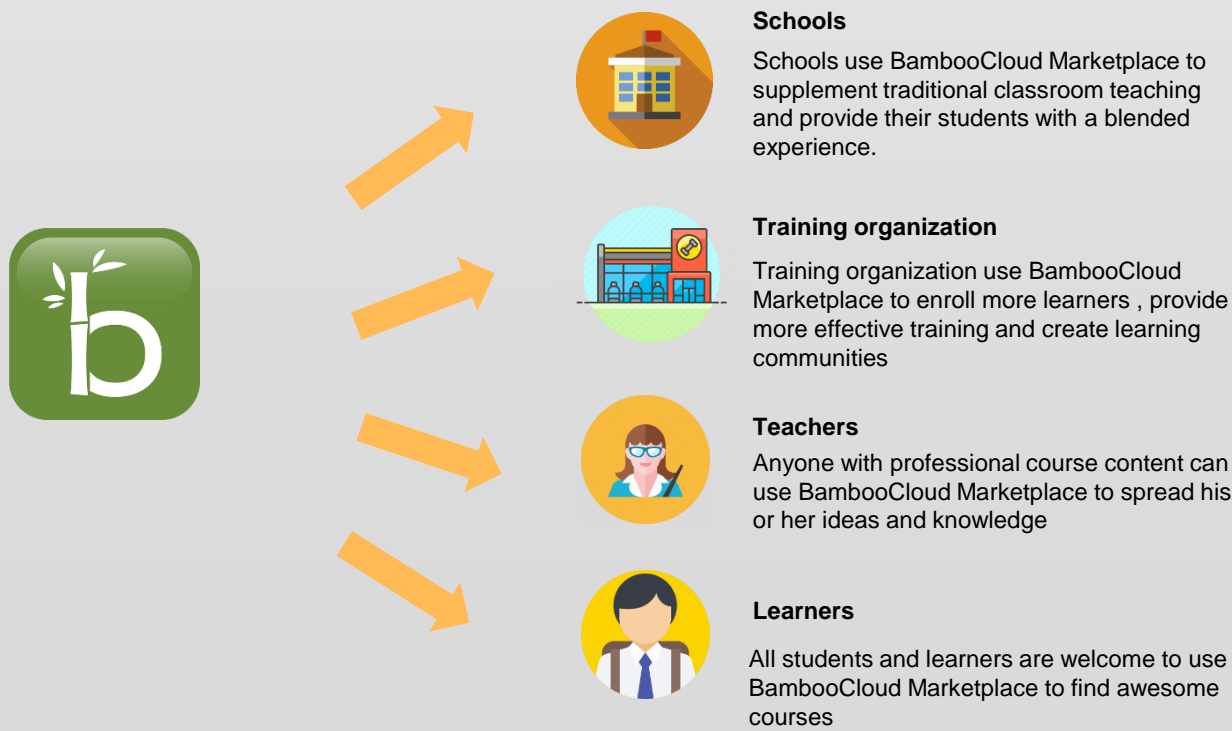 Schools
Schools use BambooCloud Marketplace to
supplement traditional classroom teaching
and provide their students with a blended
experience.
Training organization
Training organization use BambooCloud
Marketplace to enroll more learners , provide
more effective training and create learning
communities
b
Teachers
Anyone with professional course content can
use BambooCloud Marketplace to spread his
or her ideas and knowledge
Learners
All students and learners are welcome to use
BambooCloud Marketplace to find awesome
courses